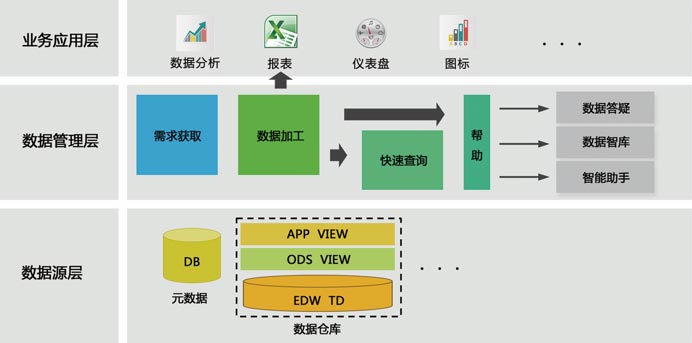 业务应用层
数据分析
报表
仪表盘
图标
. . .
数据管理层
需求获取
数据加工
快速查询
帮
助
数据答疑
数据智库
智能助手
数据源层
DB
元数据
APP VIEW
ODS VIEW
EDW TD
数据仓库
. . .